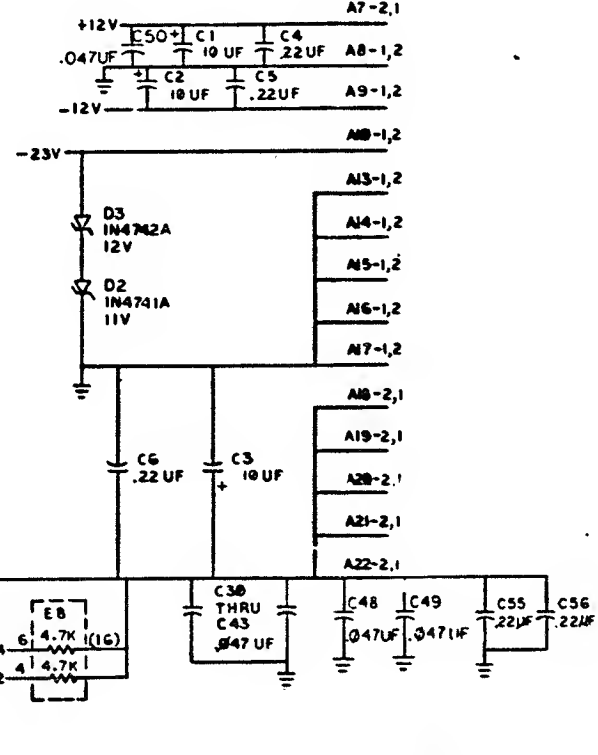 A7-2,1
+12V C50 + C1 C4
.047UF 10 UF .22UF A8-1,2
+ C2 C5
10 UF .22UF A9-1,2
-12V
A10-1,2
-23V
A13-1,2
D3
1N4742A A14-1,2
12V
A15-1,2
D2
1N4741A A16-1,2
11V
A17-1,2
A18-2,1
A19-2,1
C6 C3
.22 UF 10 UF A20-2,1
+
A21-2,1
A22-2,1
C30
THRU
C43
.047 UF
C48
.047UF
C49
.047UF
C55
.22µF
C56
.22µF
E8
6 4.7K (16)
4 4.7K
2